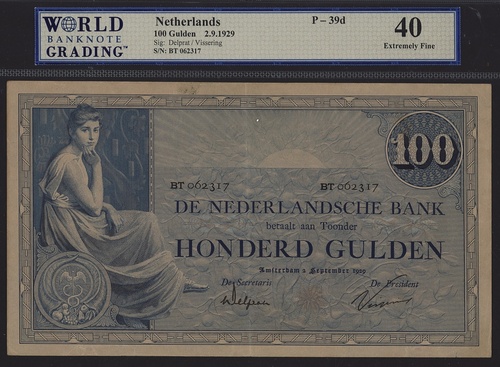 WORLD
BANKNOTE
GRADING™
Netherlands
100 Gulden 2.9.1929
Sig: Delprat / Vissering
S/N: BT 062317
P – 39d
40
Extremely Fine
100
BT 062317 BT 062317
DE NEDERLANDSCHE BANK
betaalt aan Toonder
HONDERD GULDEN
Amsterdam 2 September 1929
De Secretaris De President